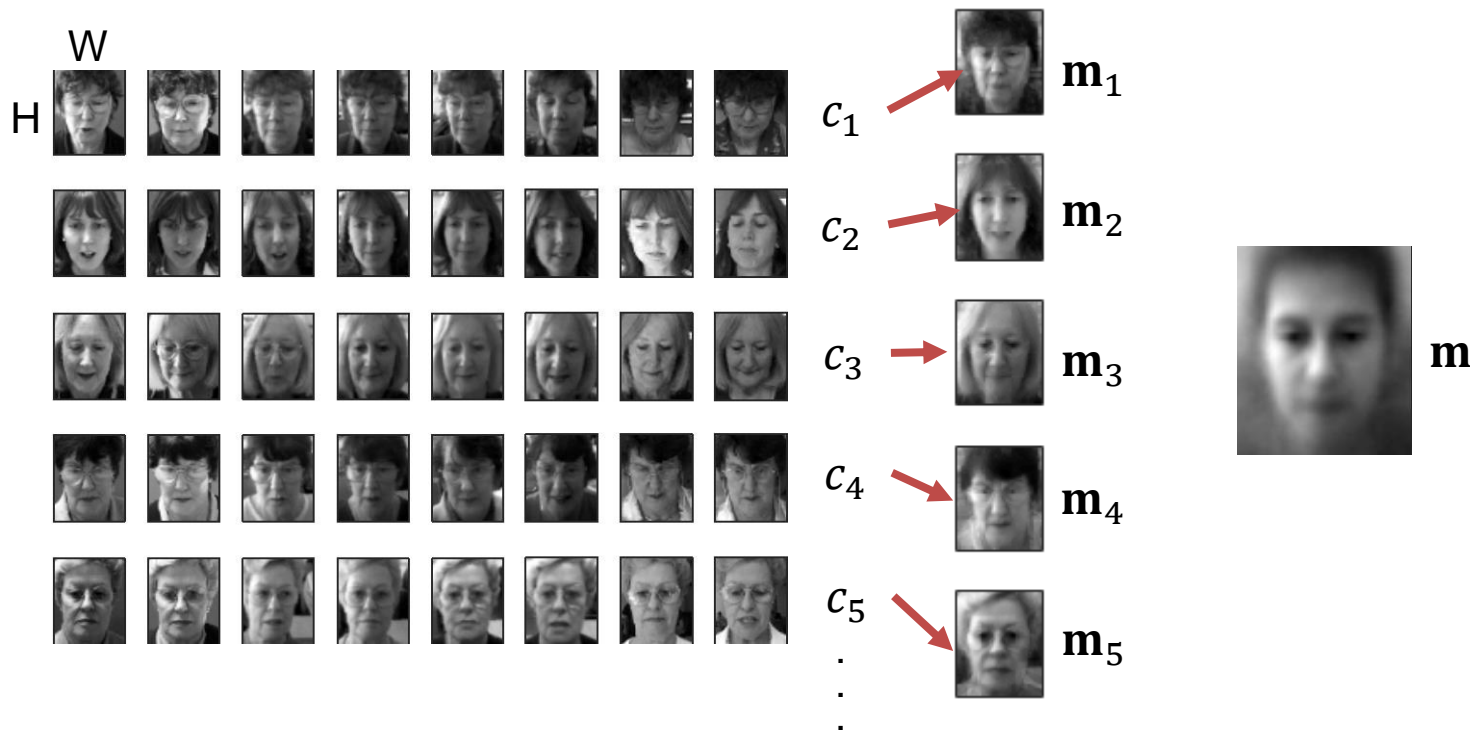 W
H
c₁
m₁
c₂
m₂
c₃
m₃
m
c₄
m₄
c₅
m₅
.
.
.